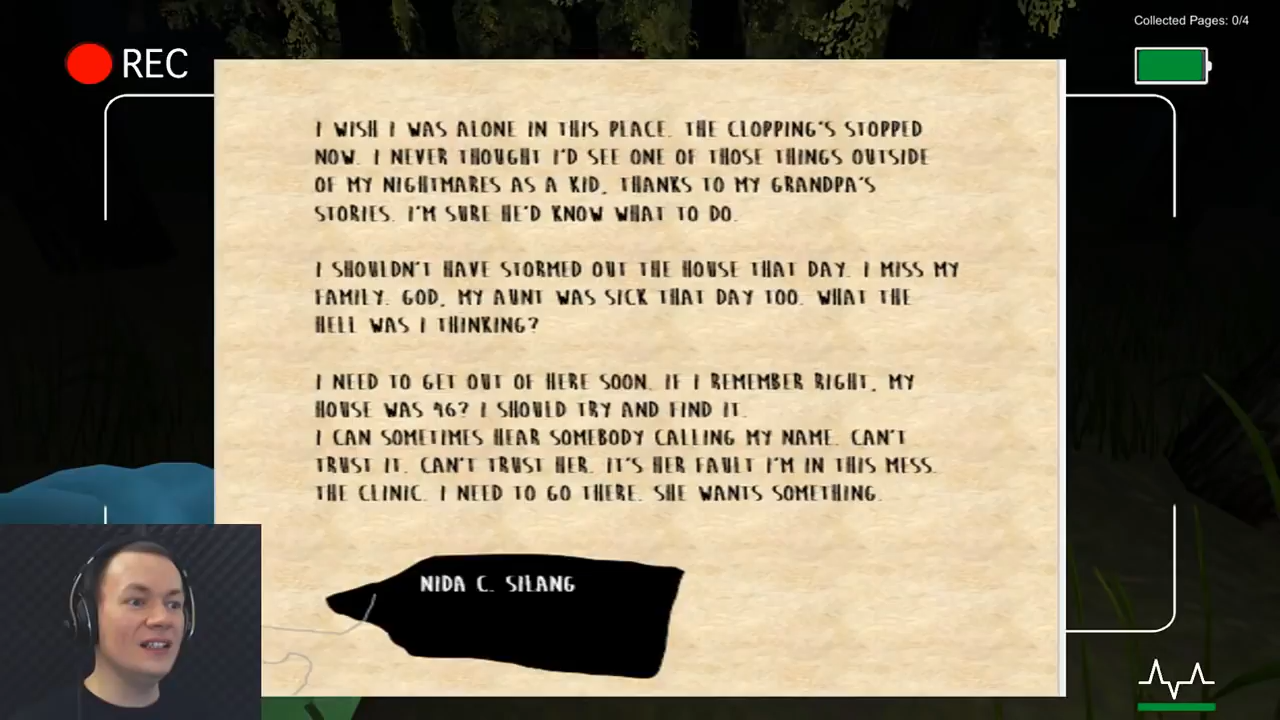 Collected Pages: 0/4
REC
I WISH I WAS ALONE IN THIS PLACE. THE CLOPPING'S STOPPED
NOW. I NEVER THOUGHT I'D SEE ONE OF THOSE THINGS OUTSIDE
OF MY NIGHTMARES AS A KID, THANKS TO MY GRANDPA'S
STORIES. I'M SURE HE'D KNOW WHAT TO DO.
I SHOULDN'T HAVE STORMED OUT THE HOUSE THAT DAY. I MISS MY
FAMILY. GOD, MY AUNT WAS SICK THAT DAY TOO. WHAT THE
HELL WAS I THINKING?
I NEED TO GET OUT OF HERE SOON. IF I REMEMBER RIGHT, MY
HOUSE WAS 96? I SHOULD TRY AND FIND IT.
I CAN SOMETIMES HEAR SOMEBODY CALLING MY NAME. CAN'T
TRUST IT. CAN'T TRUST HER. IT'S HER FAULT I'M IN THIS MESS.
THE CLINIC. I NEED TO GO THERE. SHE WANTS SOMETHING.
NIDA C. SILANG